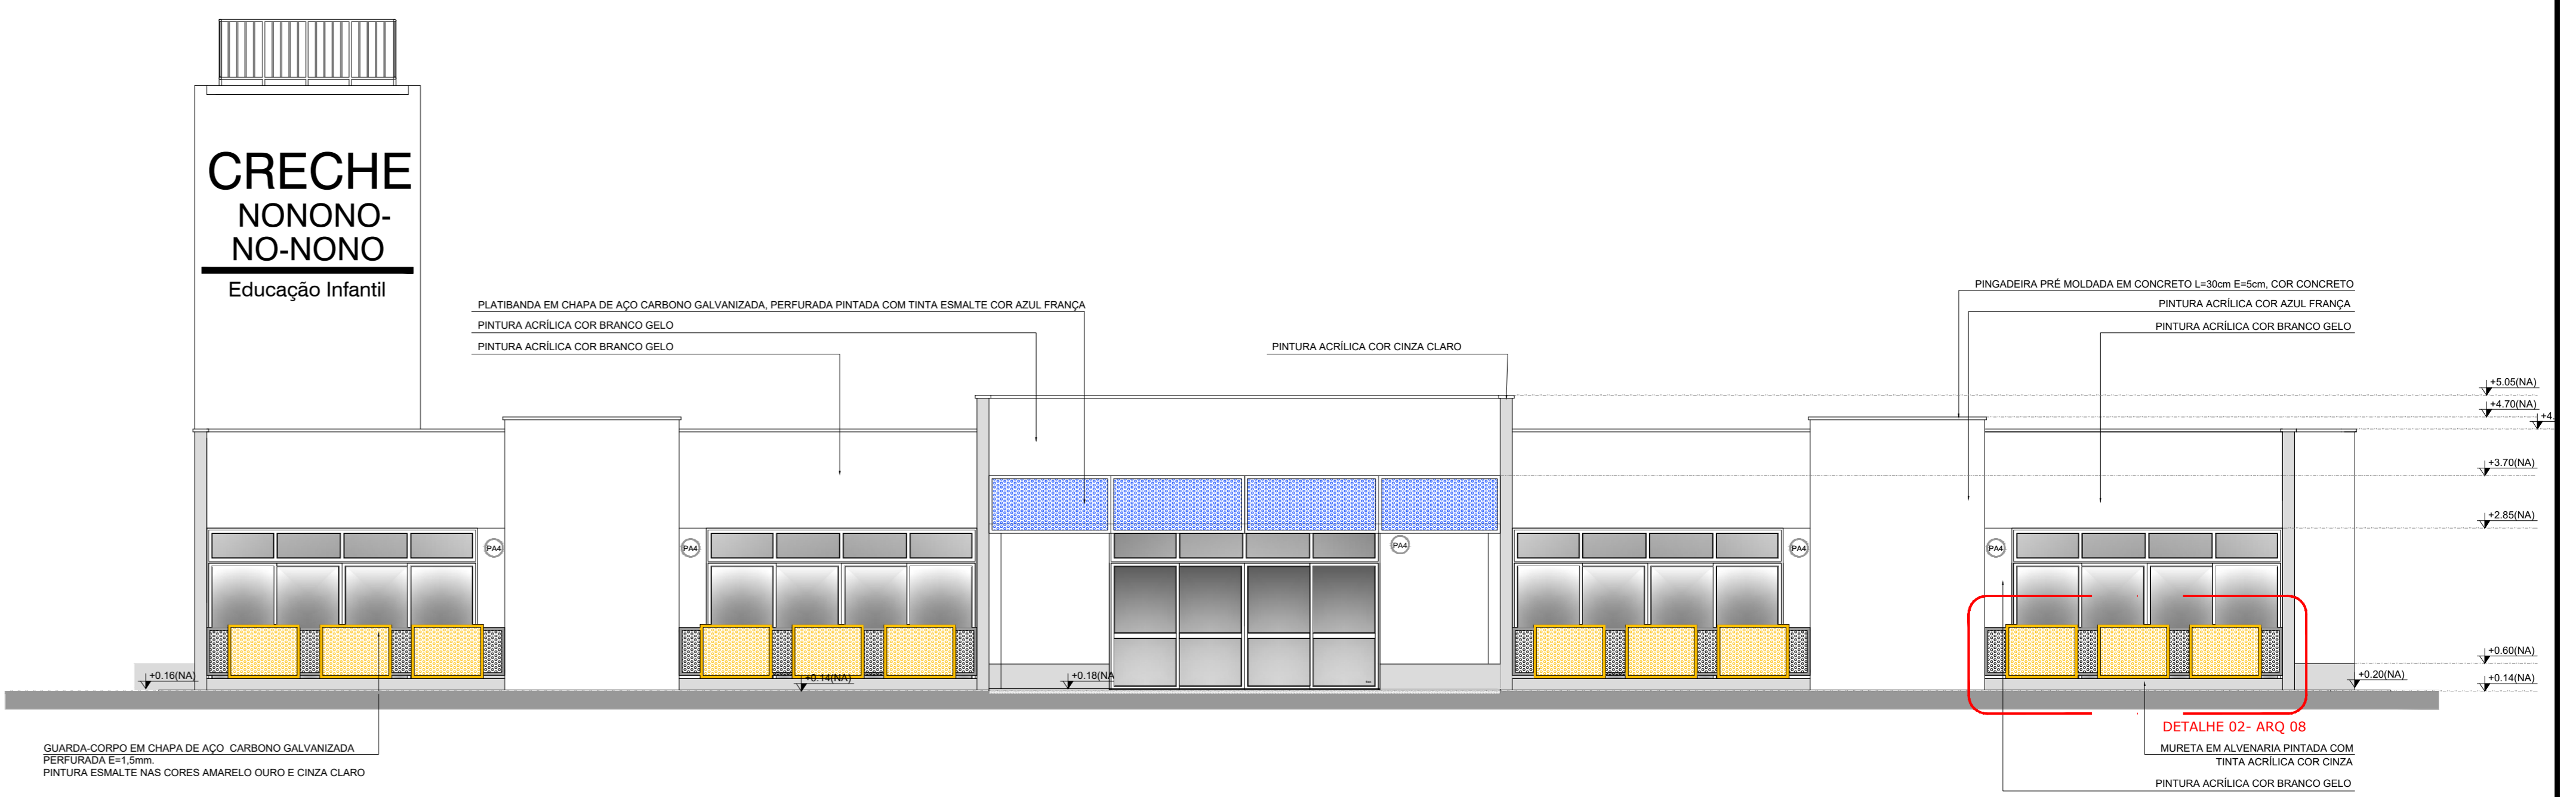 CRECHE
NONONO-
NO-NONO
Educação Infantil
PLATIBANDA EM CHAPA DE AÇO CARBONO GALVANIZADA, PERFURADA PINTADA COM TINTA ESMALTE COR AZUL FRANÇA
PINTURA ACRÍLICA COR BRANCO GELO
PINTURA ACRÍLICA COR BRANCO GELO
PINTURA ACRÍLICA COR CINZA CLARO
PINGADEIRA PRÉ MOLDADA EM CONCRETO L=30cm E=5cm, COR CONCRETO
PINTURA ACRÍLICA COR AZUL FRANÇA
PINTURA ACRÍLICA COR BRANCO GELO
+5.05(NA)
+4.70(NA)
+4.
+3.70(NA)
+2.85(NA)
PA4
PA4
PA4
PA4
PA4
+0.60(NA)
+0.16(NA)
+0.14(NA)
+0.18(NA
+0.20(NA)
+0.14(NA)
DETALHE 02- ARQ 08
GUARDA-CORPO EM CHAPA DE AÇO CARBONO GALVANIZADA
PERFURADA E=1,5mm.
PINTURA ESMALTE NAS CORES AMARELO OURO E CINZA CLARO
MURETA EM ALVENARIA PINTADA COM
TINTA ACRÍLICA COR CINZA
PINTURA ACRÍLICA COR BRANCO GELO